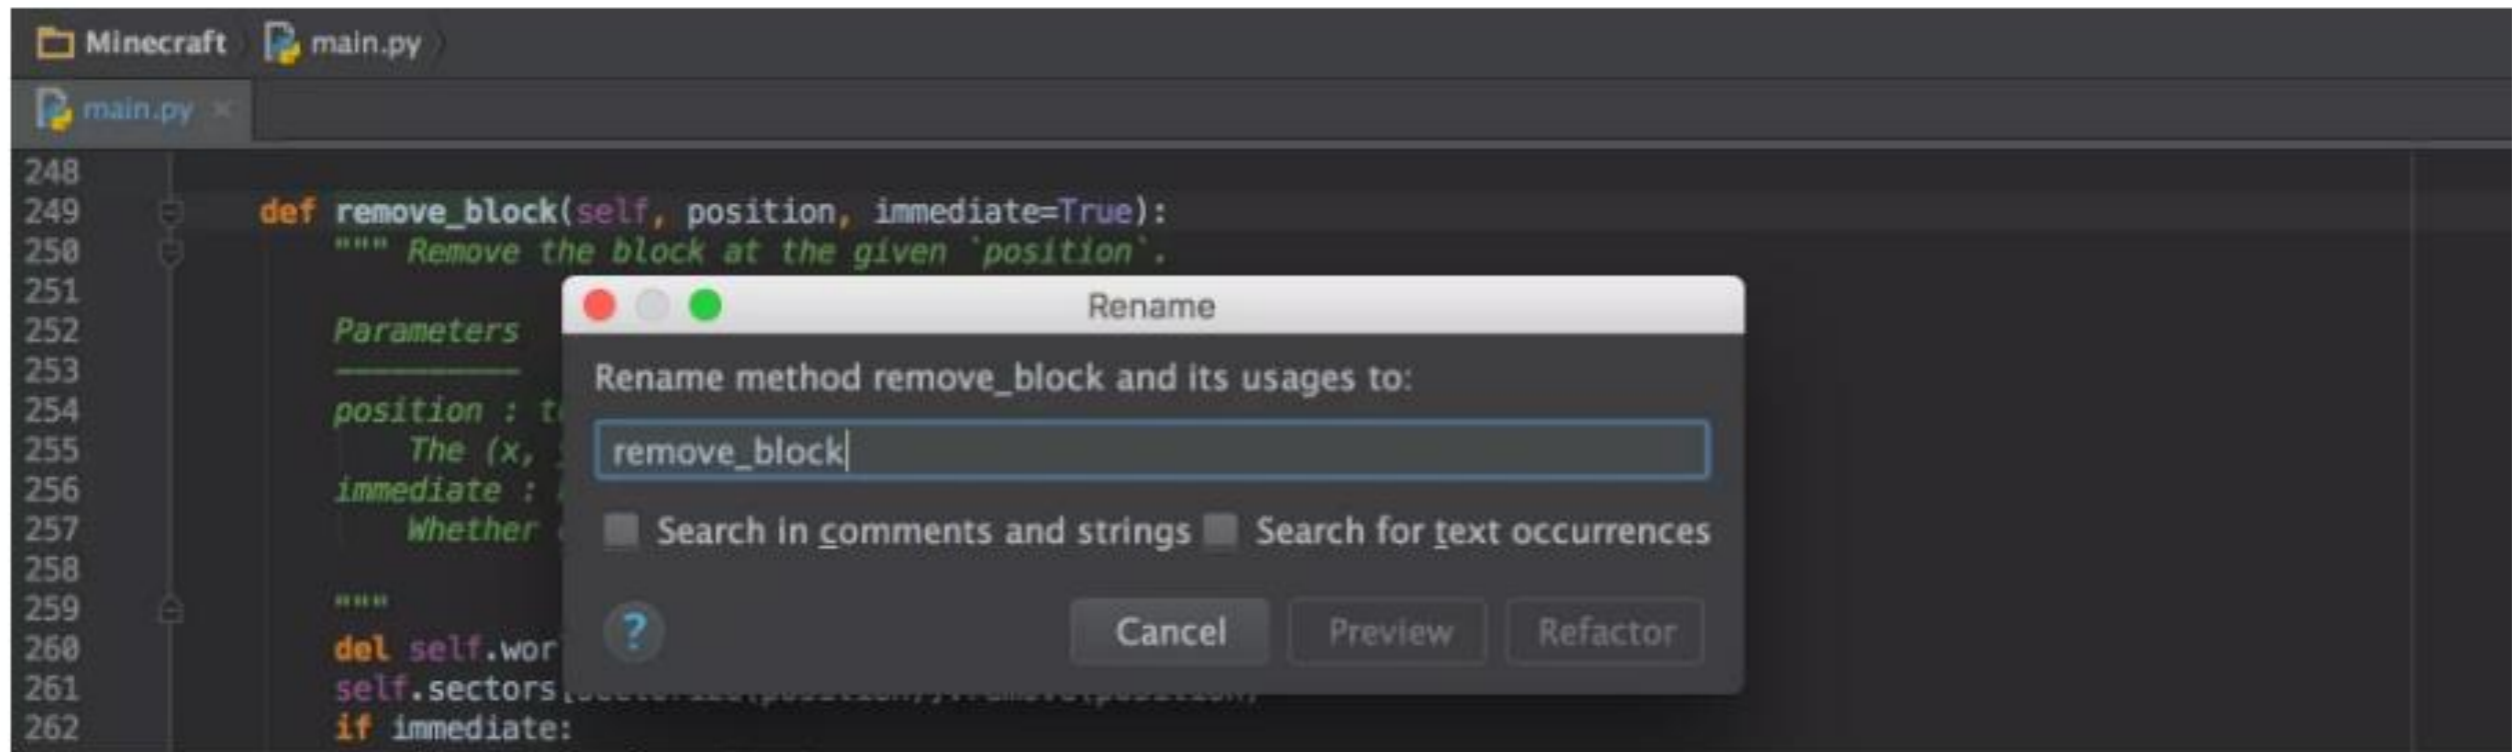 Minecraft main.py
main.py
248
249 def remove_block(self, position, immediate=True):
250 """ Remove the block at the given `position`.
251
252 Parameters
253 ----------
254 position :
255 The (x,
256 immediate :
257 Whether
258
259 """
260 del self.wor
261 self.sectors
262 if immediate:
Rename
Rename method remove_block and its usages to:
remove_block
Search in comments and strings Search for text occurrences
? Cancel Preview Refactor